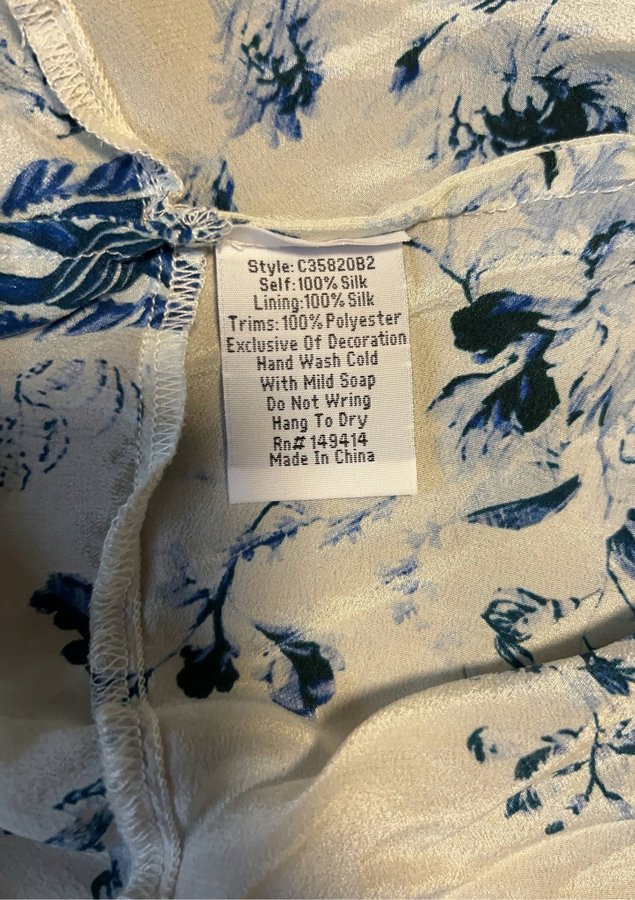 Style: C35820B2
Self:100% Silk
Lining:100% Silk
Trims:100% Polyester
Exclusive Of Decoration
Hand Wash Cold
With Mild Soap
Do Not Wring
Hang To Dry
Rn# 149414
Made In China